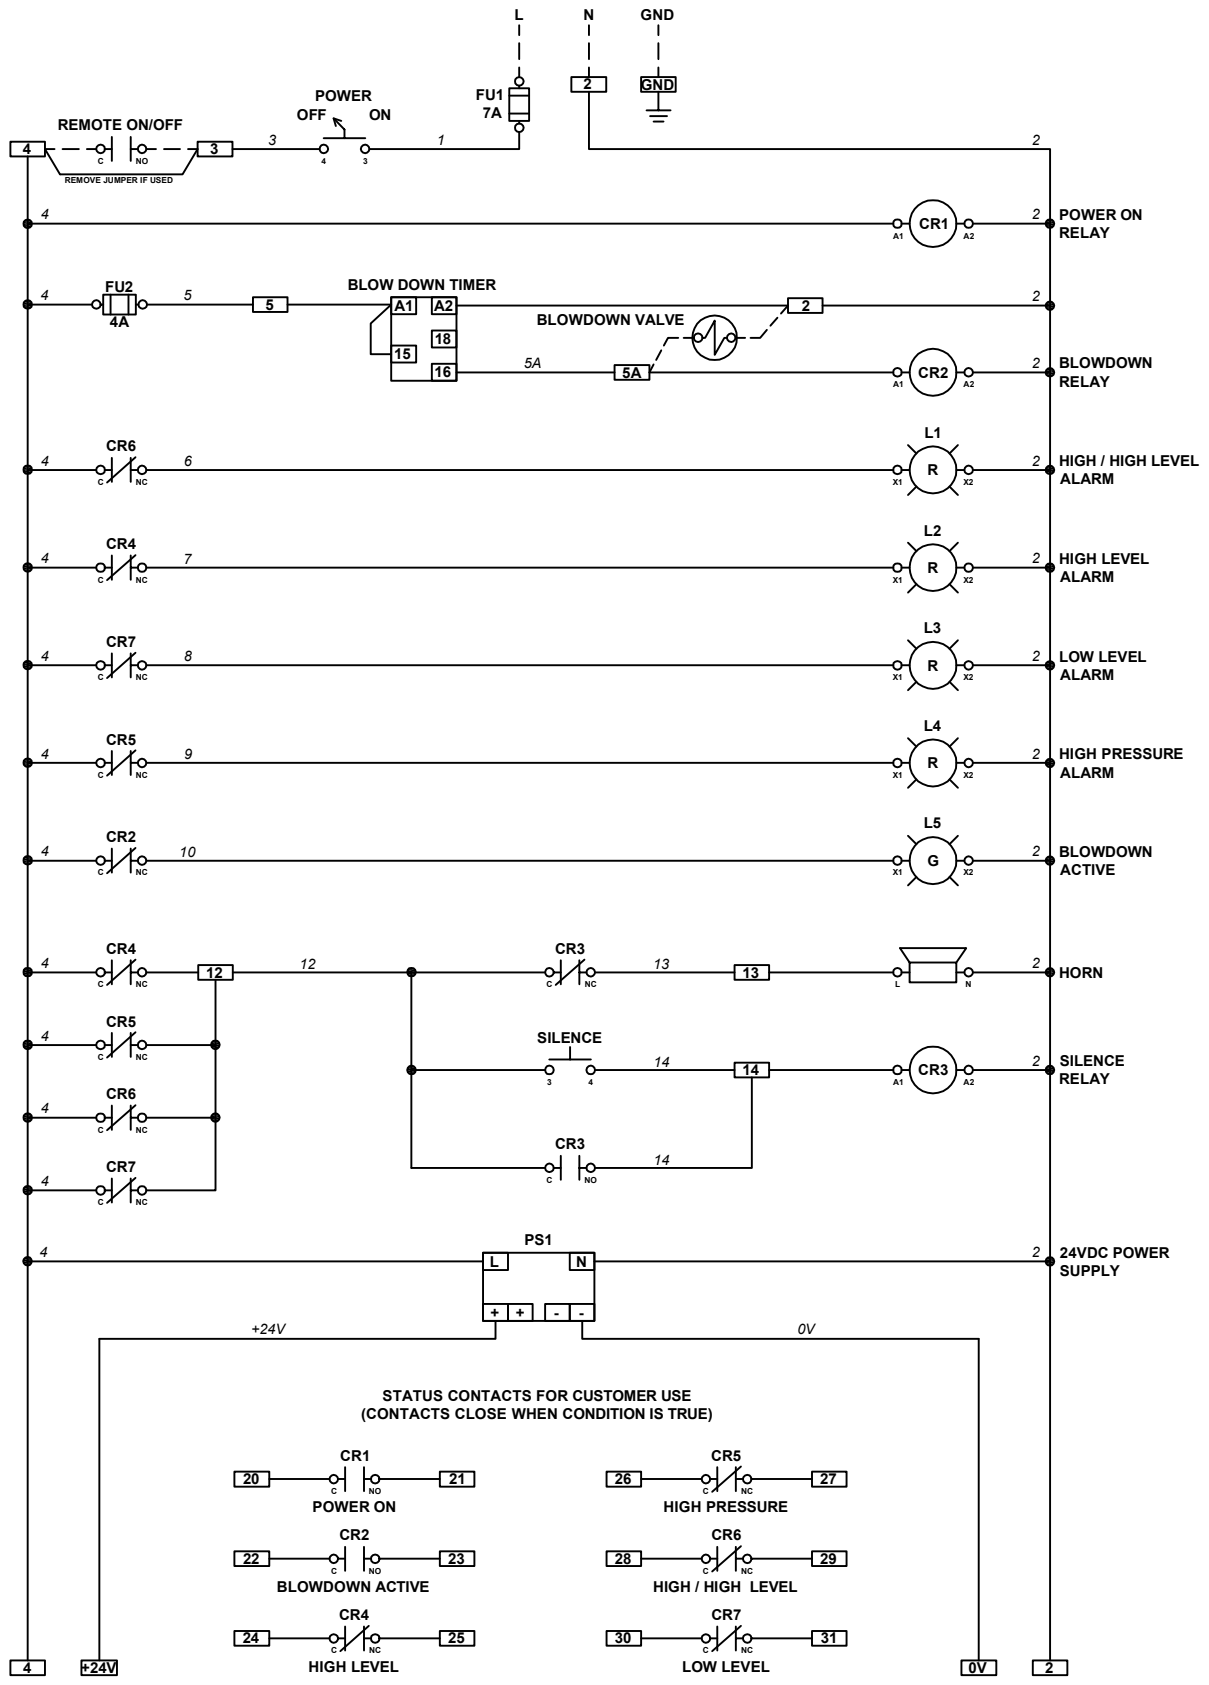 L N GND
2 GND
FU1
7A
POWER
OFF ON
REMOTE ON/OFF
4 C NO 3 3 4 3 1 2
REMOVE JUMPER IF USED
4 A1 CR1 A2 2 POWER ON
RELAY
BLOW DOWN TIMER
4 FU2 5 5 A1 A2 2 2
4A
BLOWDOWN VALVE
18
15
16 5A 5A A1 CR2 A2 2 BLOWDOWN
RELAY
CR6 L1
4 C NC 6 X1 R X2 2 HIGH / HIGH LEVEL
ALARM
CR4 L2
4 C NC 7 X1 R X2 2 HIGH LEVEL
ALARM
CR7 L3
4 C NC 8 X1 R X2 2 LOW LEVEL
ALARM
CR5 L4
4 C NC 9 X1 R X2 2 HIGH PRESSURE
ALARM
CR2 L5
4 C NC 10 X1 G X2 2 BLOWDOWN
ACTIVE
CR4 CR3
4 C NC 12 12 C NC 13 13 L N 2 HORN
CR5
4 C NC
SILENCE
3 4 14 14 A1 CR3 A2 2 SILENCE
RELAY
CR6
4 C NC
CR3
C NO 14
CR7
4 C NC
PS1
4 L N 2 24VDC POWER
SUPPLY
+ + - -
+24V 0V
STATUS CONTACTS FOR CUSTOMER USE
(CONTACTS CLOSE WHEN CONDITION IS TRUE)
CR1 CR5
20 C NO 21 26 C NC 27
POWER ON HIGH PRESSURE
CR2 CR6
22 C NO 23 28 C NC 29
BLOWDOWN ACTIVE HIGH / HIGH LEVEL
CR4 CR7
24 C NC 25 30 C NC 31
HIGH LEVEL LOW LEVEL
4 +24V 0V 2